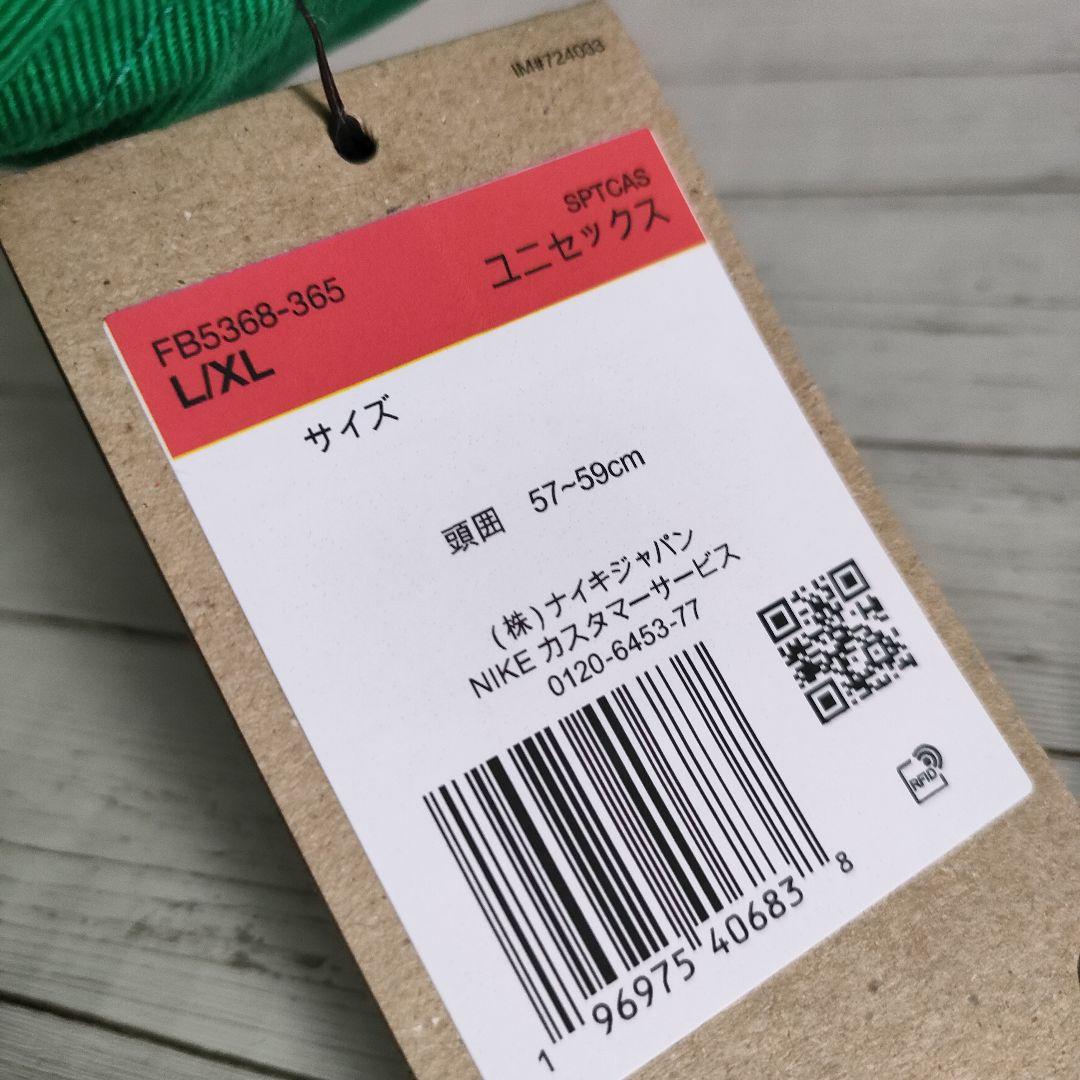 IM#724033
SPTCAS
FB5368-365 ユニセックス
L/XL
サイズ
頭囲 57~59cm
(株)ナイキジャパン
NIKE カスタマーサービス
0120-6453-77
RFID
1 96975 40683 8